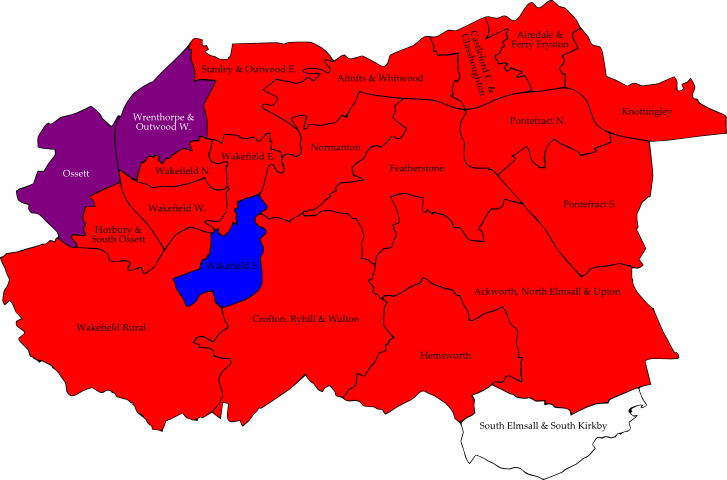 Airedale &
Ferry Fryston
Castleford C. &
Glasshoughton
Stanley & Outwood E.
Altofts & Whitwood
Knottingley
Wrenthorpe &
Outwood W.
Pontefract N.
Normanton
Wakefield E.
Featherstone
Wakefield N.
Ossett
Pontefract S.
Wakefield W.
Horbury &
South Ossett
Wakefield S.
Ackworth, North Elmsall & Upton
Crofton, Ryhill & Walton
Wakefield Rural
Hemsworth
South Elmsall & South Kirkby